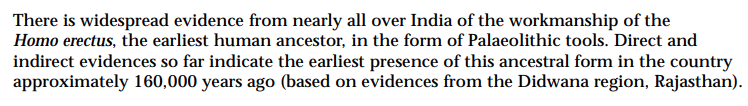 There is widespread evidence from nearly all over India of the workmanship of the
Homo erectus, the earliest human ancestor, in the form of Palaeolithic tools. Direct and
indirect evidences so far indicate the earliest presence of this ancestral form in the country
approximately 160,000 years ago (based on evidences from the Didwana region, Rajasthan).